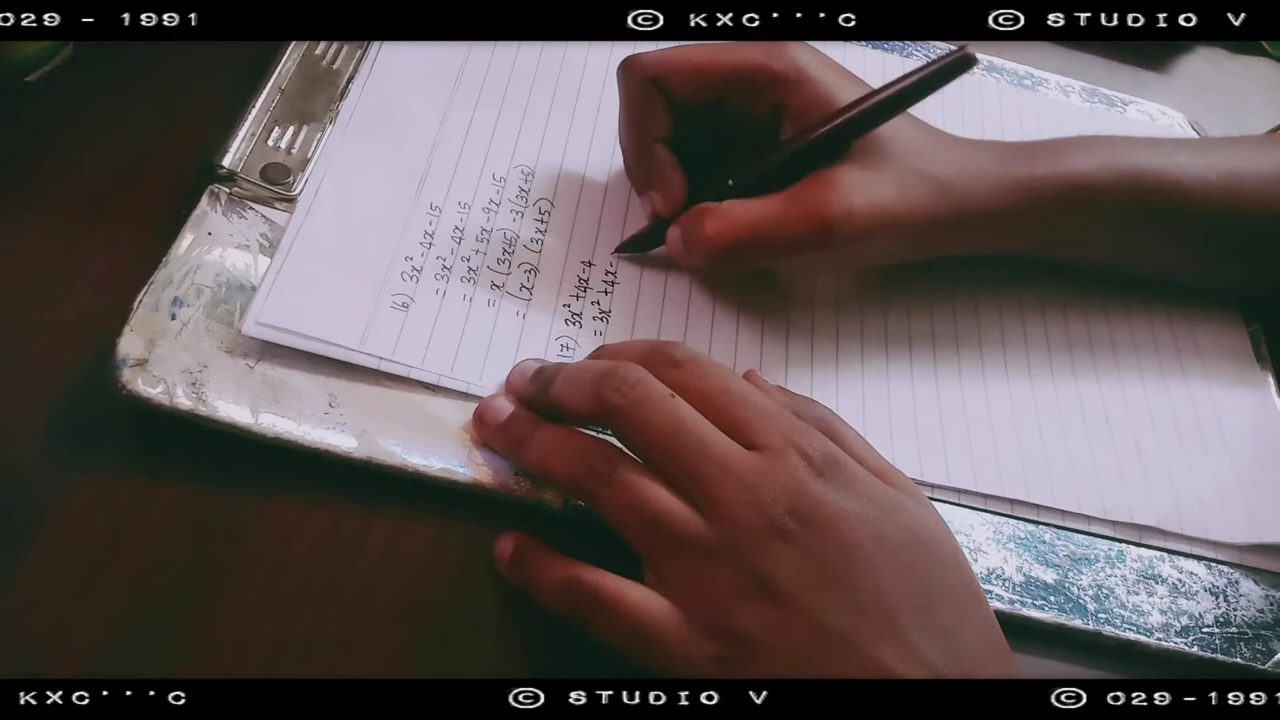 029 - 1991 © KXC```C © STUDIO V
16) 3x² - 4x - 15
= 3x² - 4x - 15
= 3x² + 5x - 9x - 15
= x (3x+5) - 3 (3x+5)
= (x-3) (3x+5)
17) 3x² + 4x - 4
= 3x² + 4x -
KXC```C © STUDIO V © 029 - 1991